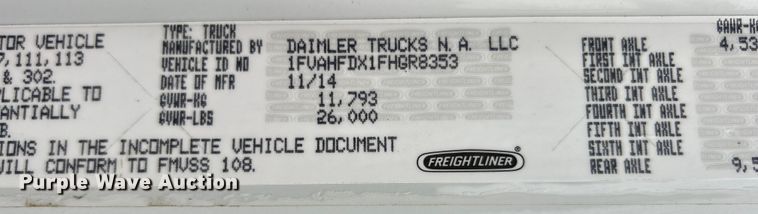 TYPE: TRUCK
TOR VEHICLE MANUFACTURED BY DAIMLER TRUCKS N. A. LLC
7, 111, 113 VEHICLE ID NO 1FVAHFDX1FHGR8353
& 302. DATE OF MFR 11/14
PLICABLE TO GVWR-KG 11,793
ANTIALLY GVWR-LBS 26,000
B.
IONS IN THE INCOMPLETE VEHICLE DOCUMENT
WILL CONFORM TO FMVSS 108.
FREIGHTLINER
GAWR-KG
FRONT AXLE 4,53
FIRST INT AXLE
SECOND INT AXLE
THIRD INT AXLE
FOURTH INT AXLE
FIFTH INT AXLE
SIXTH INT AXLE
REAR AXLE 9,5
Purple Wave Auction